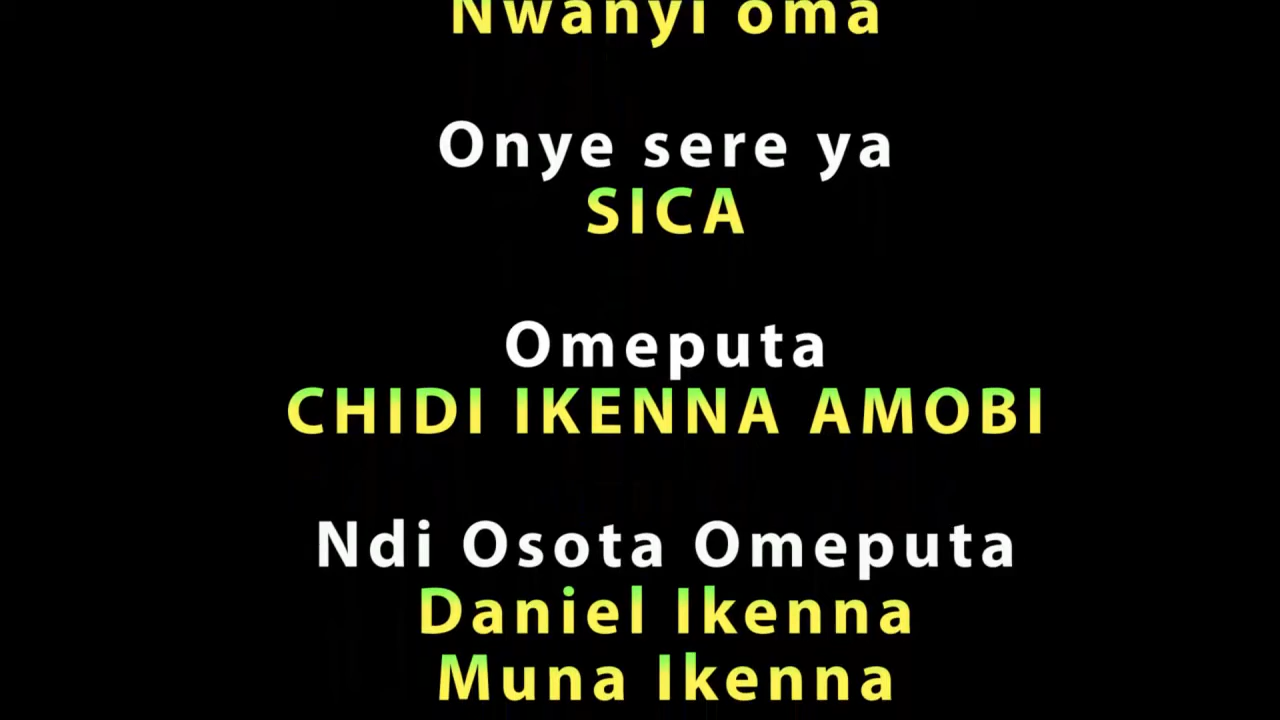 Nwanyi oma
Onye sere ya
SICA
Omeputa
CHIDI IKENNA AMOBI
Ndi Osota Omeputa
Daniel Ikenna
Muna Ikenna